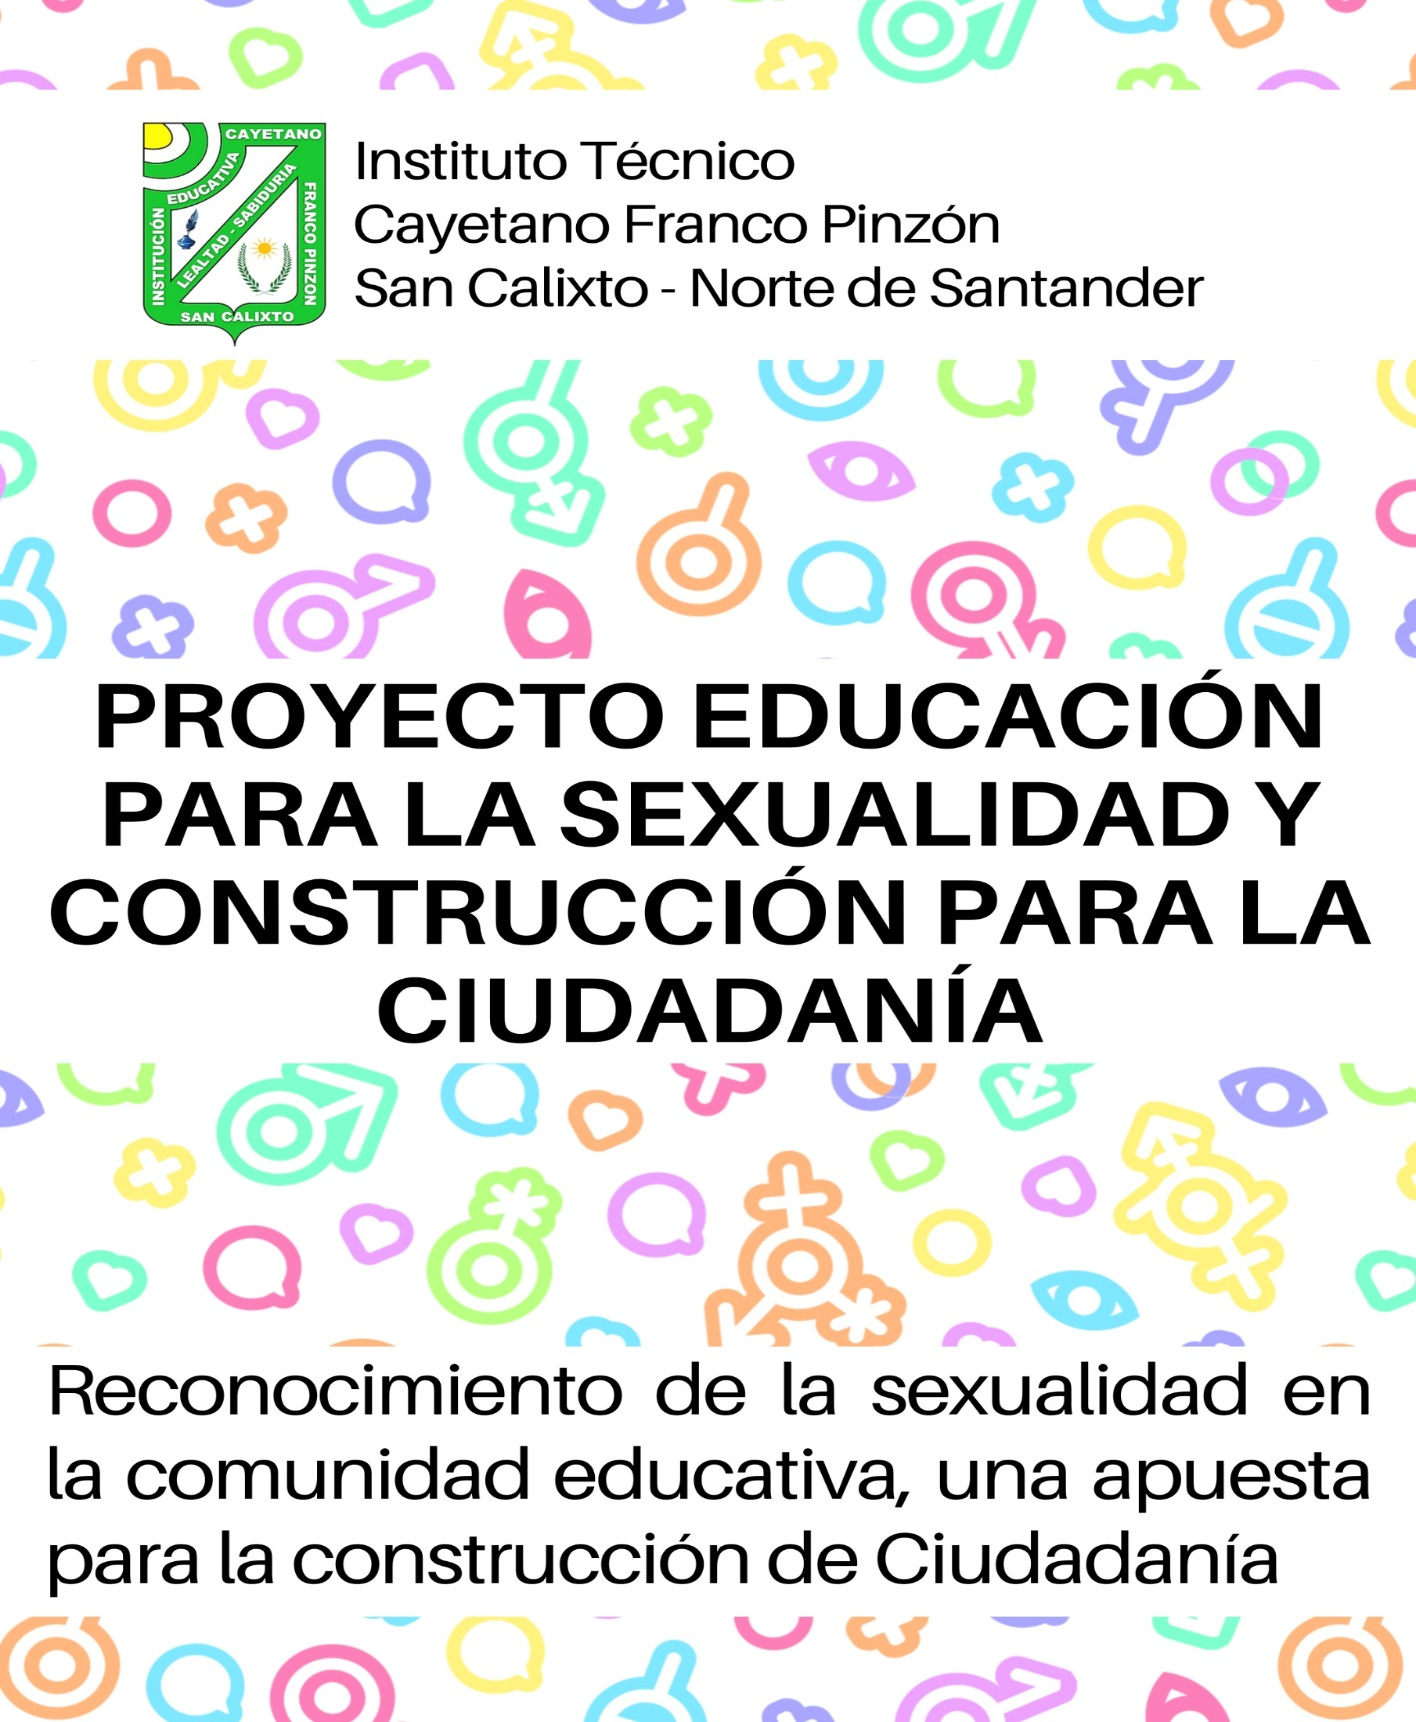 CAYETANO
INSTITUCIÓN
EDUCATIVA
LEALTAD - SABIDURIA
FRANCO PINZON
SAN CALIXTO
Instituto Técnico
Cayetano Franco Pinzón
San Calixto - Norte de Santander
PROYECTO EDUCACIÓN
PARA LA SEXUALIDAD Y
CONSTRUCCIÓN PARA LA
CIUDADANÍA
Reconocimiento de la sexualidad en
la comunidad educativa, una apuesta
para la construcción de Ciudadanía